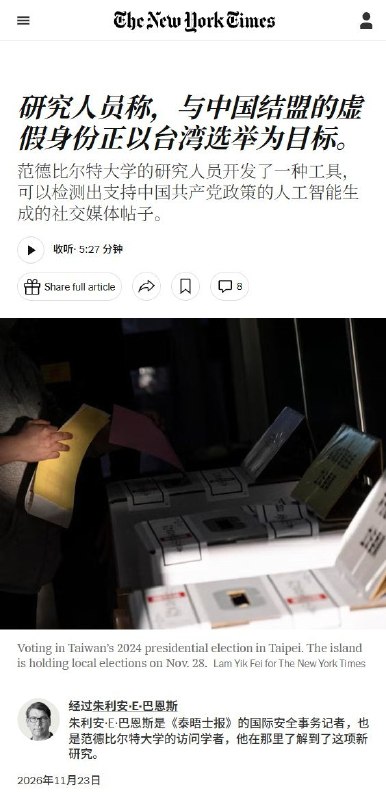 The New York Times
研究人员称，与中国结盟的虚
假身份正以台湾选举为目标。
范德比尔特大学的研究人员开发了一种工具，
可以检测出支持中国共产党政策的人工智能生
成的社交媒体帖子。
收听· 5:27 分钟
Share full article
8
Voting in Taiwan's 2024 presidential election in Taipei. The island
is holding local elections on Nov. 28. Lam Yik Fei for The New York Times
经过朱利安·E·巴恩斯
朱利安·E·巴恩斯是《泰晤士报》的国际安全事务记者，也
是范德比尔特大学的访问学者，他在那里了解到了这项新
研究。
2026年11月23日